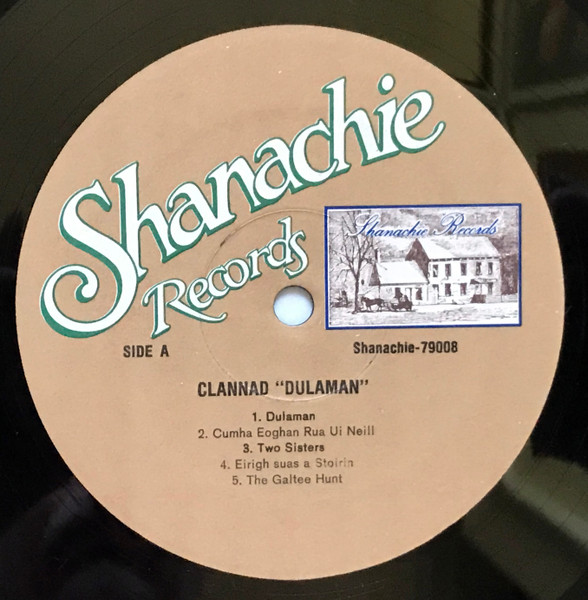 Shanachie
Records
Shanachie Records
SIDE A
Shanachie-79008
CLANNAD "DULAMAN"
1. Dulaman
2. Cumha Eoghan Rua Ui Neill
3. Two Sisters
4. Eirigh suas a Stoirin
5. The Galtee Hunt